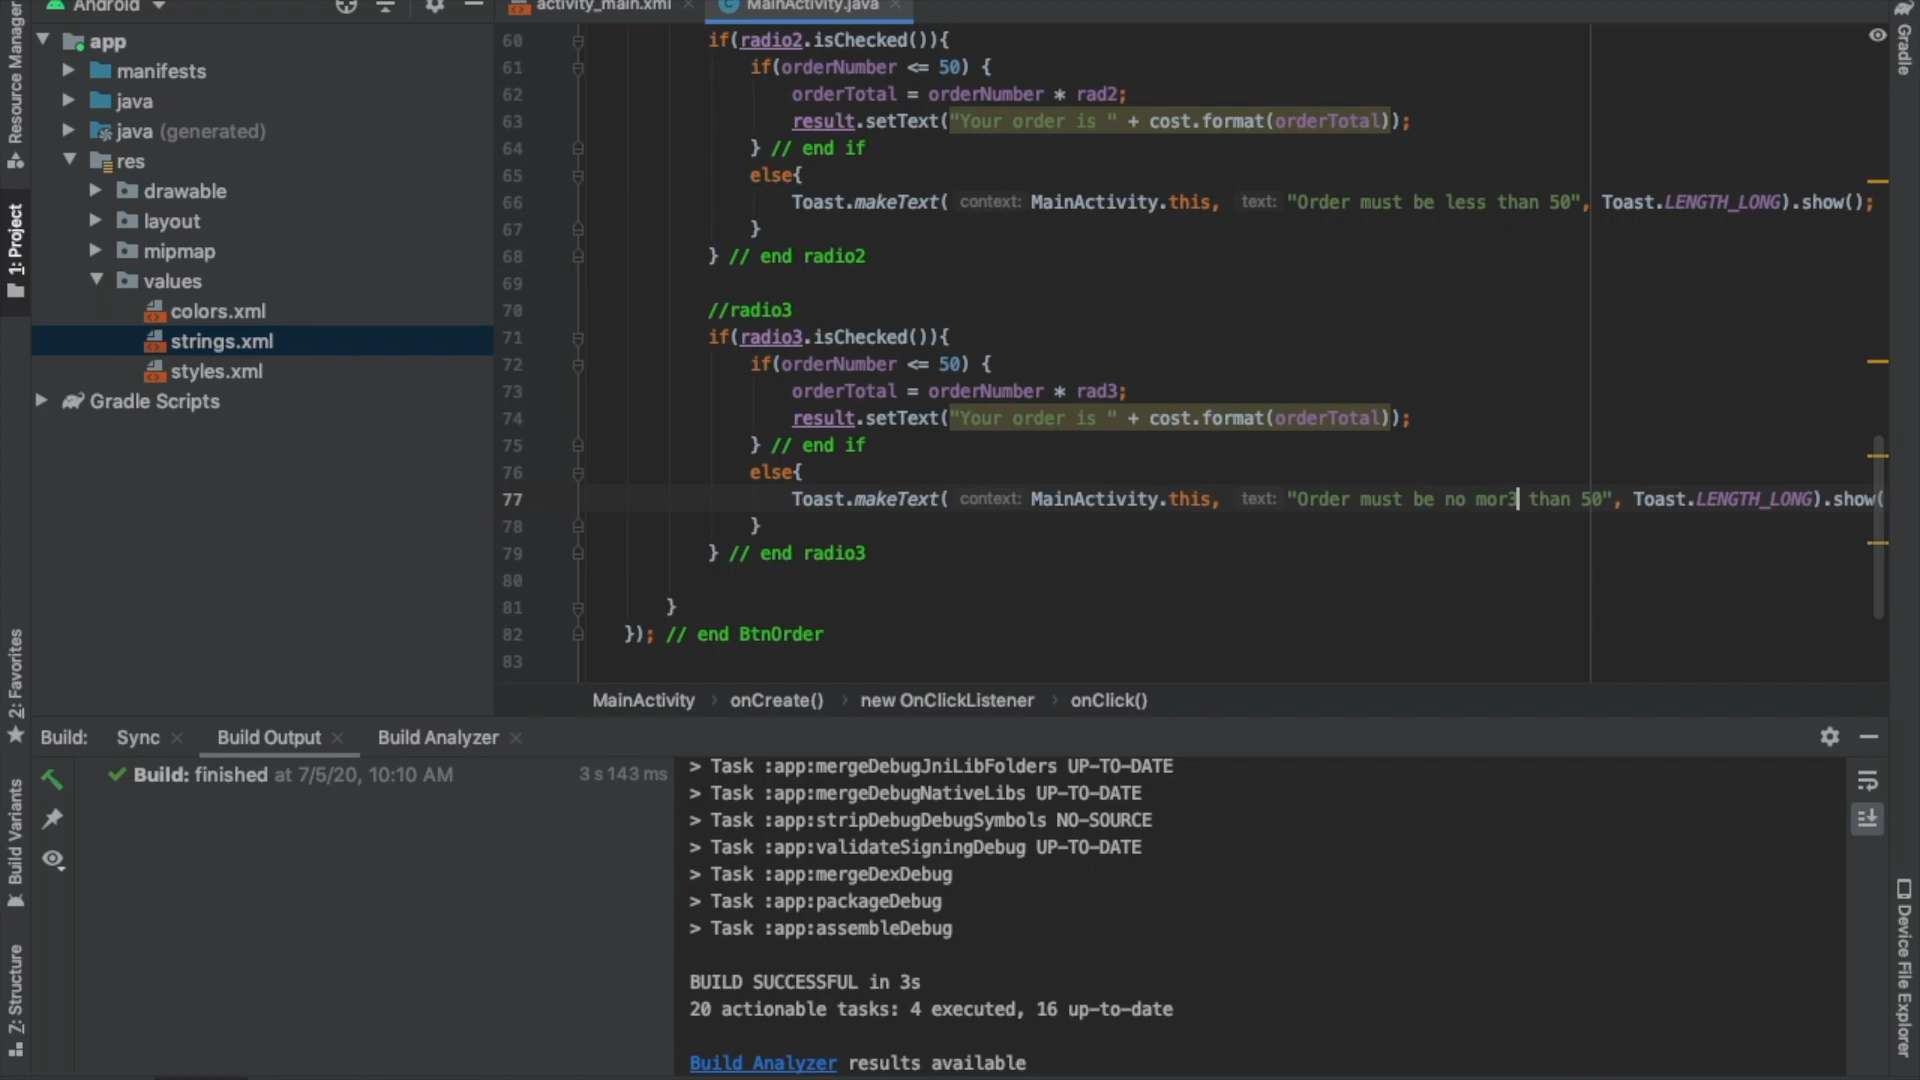 Android
activity_main.xml
MainActivity.java
Resource Manager
1: Project
2: Favorites
Build Variants
7: Structure
Gradle
Device File Explorer
app
manifests
java
java (generated)
res
drawable
layout
mipmap
values
colors.xml
strings.xml
styles.xml
Gradle Scripts
60 if(radio2.isChecked()){
61 if(orderNumber <= 50) {
62 orderTotal = orderNumber * rad2;
63 result.setText("Your order is " + cost.format(orderTotal));
64 } // end if
65 else{
66 Toast.makeText( context: MainActivity.this, text: "Order must be less than 50", Toast.LENGTH_LONG).show();
67 }
68 } // end radio2
69
70 //radio3
71 if(radio3.isChecked()){
72 if(orderNumber <= 50) {
73 orderTotal = orderNumber * rad3;
74 result.setText("Your order is " + cost.format(orderTotal));
75 } // end if
76 else{
77 Toast.makeText( context: MainActivity.this, text: "Order must be no mor3 than 50", Toast.LENGTH_LONG).show(
78 }
79 } // end radio3
80
81 }
82 }); // end BtnOrder
83
MainActivity › onCreate() › new OnClickListener › onClick()
Build: Sync Build Output Build Analyzer
Build: finished at 7/5/20, 10:10 AM 3 s 143 ms
> Task :app:mergeDebugJniLibFolders UP-TO-DATE
> Task :app:mergeDebugNativeLibs UP-TO-DATE
> Task :app:stripDebugDebugSymbols NO-SOURCE
> Task :app:validateSigningDebug UP-TO-DATE
> Task :app:mergeDexDebug
> Task :app:packageDebug
> Task :app:assembleDebug
BUILD SUCCESSFUL in 3s
20 actionable tasks: 4 executed, 16 up-to-date
Build Analyzer results available